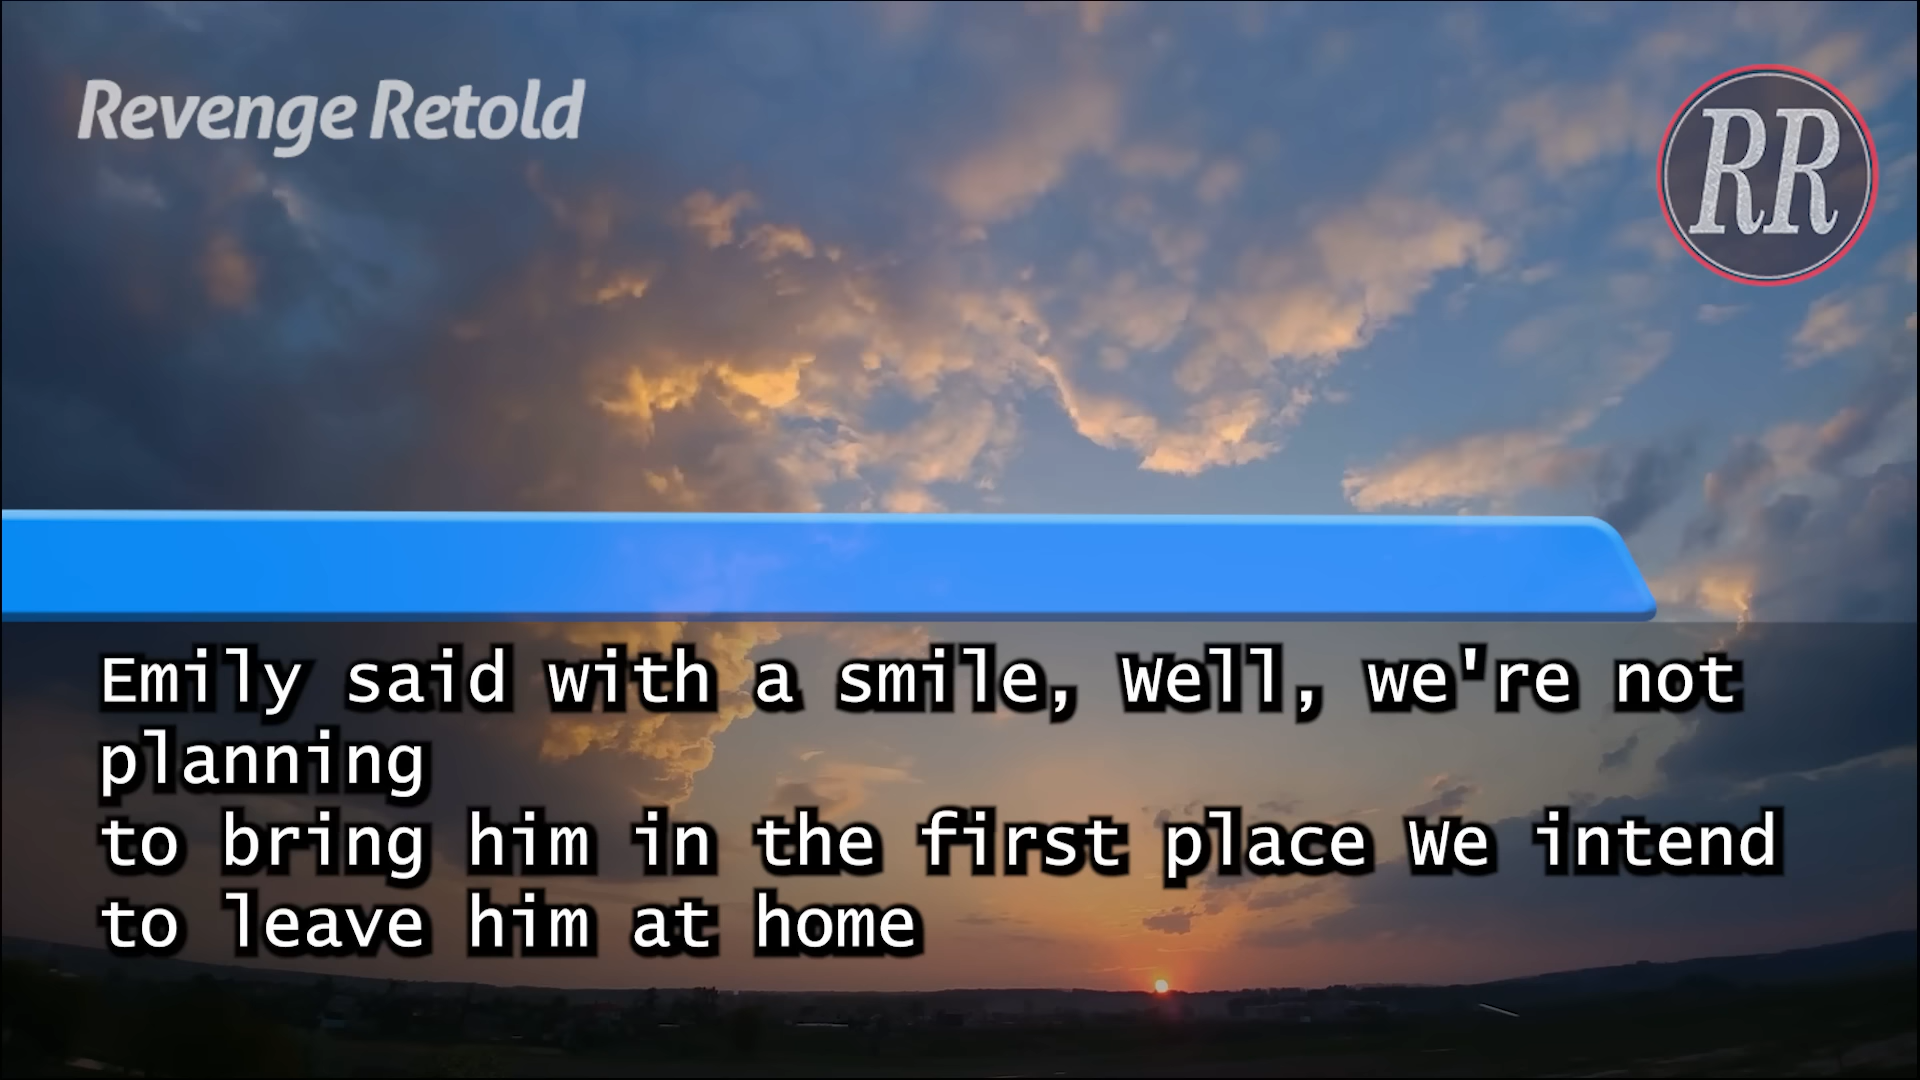 Revenge Retold
RR
Emily said with a smile, Well, we're not
planning
to bring him in the first place We intend
to leave him at home